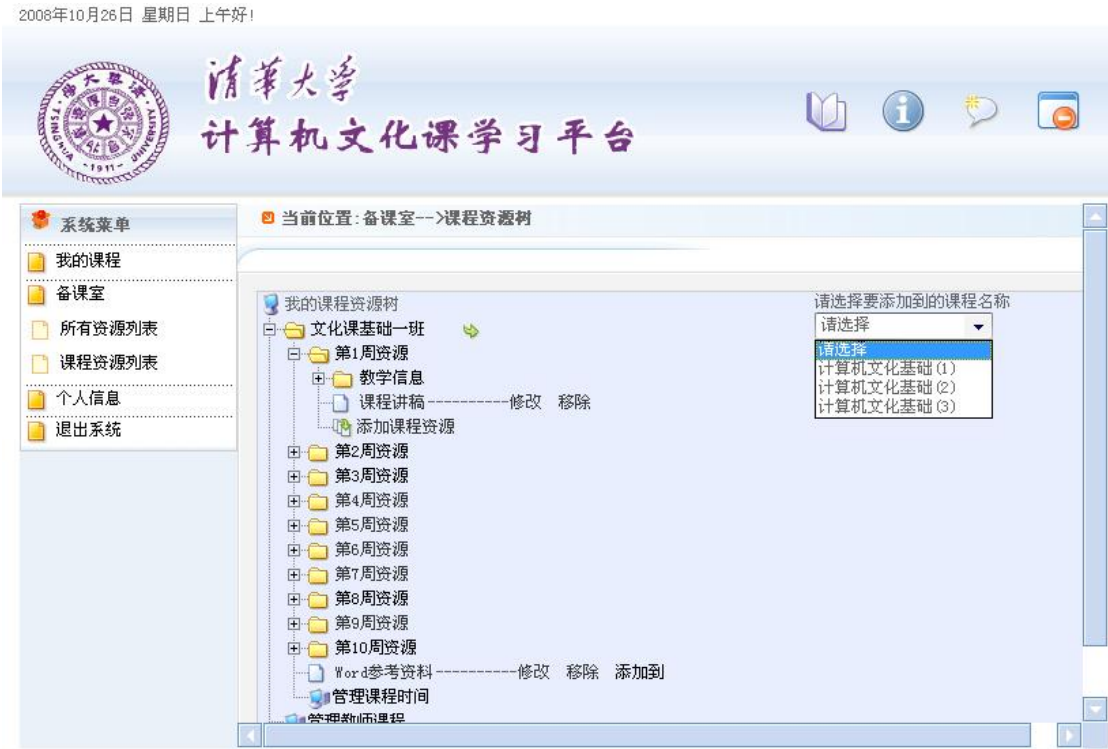 2008年10月26日 星期日 上午好!
清华大学
计算机文化课学习平台
TSINGHUA
-1911-
系统菜单
我的课程
备课室
所有资源列表
课程资源列表
个人信息
退出系统
当前位置:备课室-->课程资源树
我的课程资源树
文化课基础一班
第1周资源
教学信息
课程讲稿----------修改 移除
添加课程资源
第2周资源
第3周资源
第4周资源
第5周资源
第6周资源
第7周资源
第8周资源
第9周资源
第10周资源
Word参考资料----------修改 移除 添加到
管理课程时间
管理教师课程
请选择要添加到的课程名称
请选择
请选择
计算机文化基础(1)
计算机文化基础(2)
计算机文化基础(3)